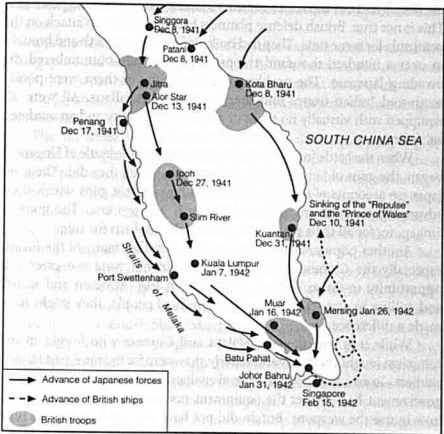 Singgora
Dec 8, 1941
Patani
Dec 8, 1941
Jitra
Alor Star
Dec 13, 1941
Kota Bharu
Dec 8, 1941
Penang
Dec 17, 1941
SOUTH CHINA SEA
Ipoh
Dec 27, 1941
Sinking of the "Repulse"
and the "Prince of Wales"
Dec 10, 1941
Slim River
Kuantan
Dec 31, 1941
Straits of Melaka
Kuala Lumpur
Jan 7, 1942
Port Swettenham
Muar
Jan 16, 1942
Mersing Jan 26, 1942
Batu Pahat
Johor Bahru
Jan 31, 1942
Singapore
Feb 15, 1942
Advance of Japanese forces
Advance of British ships
British troops